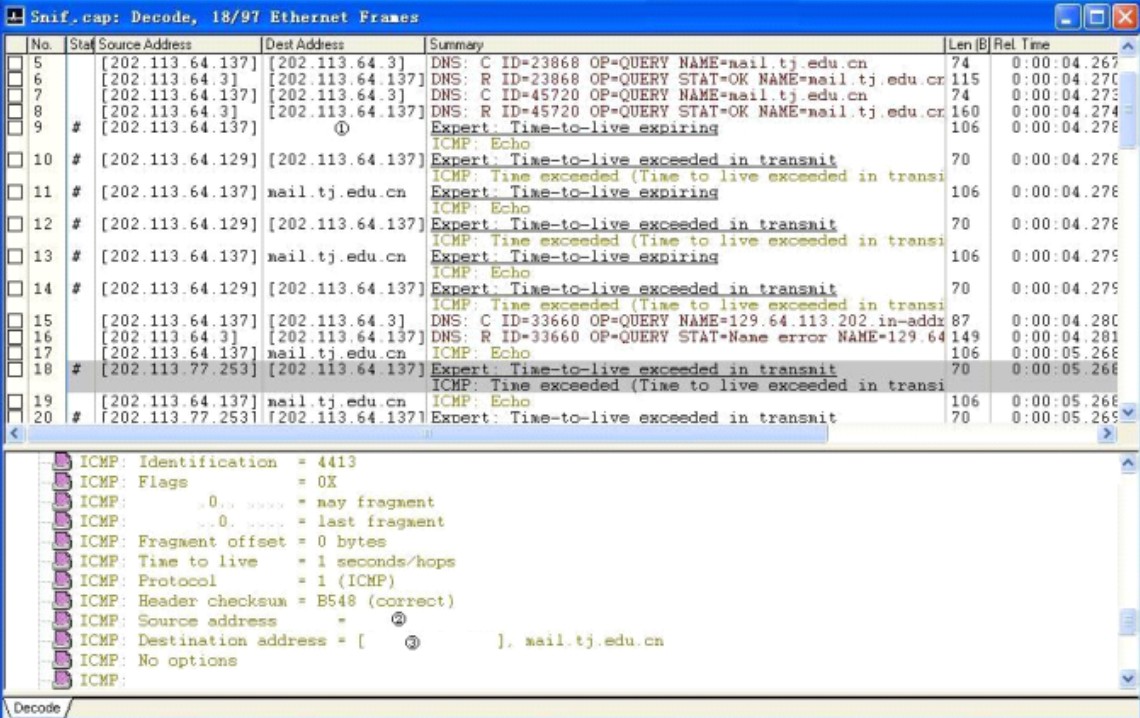 Snif.cap: Decode, 18/97 Ethernet Frames
No. Stat Source Address Dest Address Summary Len (B Rel. Time
5 [202.113.64.137] [202.113.64.3] DNS: C ID=23868 OP=QUERY NAME=mail.tj.edu.cn 74 0:00:04.267
6 [202.113.64.3] [202.113.64.137] DNS: R ID=23868 OP=QUERY STAT=OK NAME=mail.tj.edu.cn 115 0:00:04.270
7 [202.113.64.137] [202.113.64.3] DNS: C ID=45720 OP=QUERY NAME=mail.tj.edu.cn 74 0:00:04.273
8 [202.113.64.3] [202.113.64.137] DNS: R ID=45720 OP=QUERY STAT=OK NAME=mail.tj.edu.cn 160 0:00:04.274
9 # [202.113.64.137] ① Expert: Time-to-live expiring 106 0:00:04.278
ICMP: Echo
10 # [202.113.64.129] [202.113.64.137] Expert: Time-to-live exceeded in transmit 70 0:00:04.278
ICMP: Time exceeded (Time to live exceeded in transi
11 # [202.113.64.137] mail.tj.edu.cn Expert: Time-to-live expiring 106 0:00:04.278
ICMP: Echo
12 # [202.113.64.129] [202.113.64.137] Expert: Time-to-live exceeded in transmit 70 0:00:04.278
ICMP: Time exceeded (Time to live exceeded in transi
13 # [202.113.64.137] mail.tj.edu.cn Expert: Time-to-live expiring 106 0:00:04.279
ICMP: Echo
14 # [202.113.64.129] [202.113.64.137] Expert: Time-to-live exceeded in transmit 70 0:00:04.279
ICMP: Time exceeded (Time to live exceeded in transi
15 [202.113.64.137] [202.113.64.3] DNS: C ID=33660 OP=QUERY NAME=129.64.113.202.in-addr 87 0:00:04.280
16 [202.113.64.3] [202.113.64.137] DNS: R ID=33660 OP=QUERY STAT=Name error NAME=129.64 149 0:00:04.281
17 [202.113.64.137] mail.tj.edu.cn ICMP: Echo 106 0:00:05.268
18 # [202.113.77.253] [202.113.64.137] Expert: Time-to-live exceeded in transmit 70 0:00:05.268
ICMP: Time exceeded (Time to live exceeded in transi
19 [202.113.64.137] mail.tj.edu.cn ICMP: Echo 106 0:00:05.268
20 # [202.113.77.253] [202.113.64.137] Expert: Time-to-live exceeded in transmit 70 0:00:05.269
ICMP: Identification = 4413
ICMP: Flags = 0X
ICMP: .0.. .... = may fragment
ICMP: ..0. .... = last fragment
ICMP: Fragment offset = 0 bytes
ICMP: Time to live = 1 seconds/hops
ICMP: Protocol = 1 (ICMP)
ICMP: Header checksum = B548 (correct)
ICMP: Source address = ②
ICMP: Destination address = [ ③ ], mail.tj.edu.cn
ICMP: No options
ICMP:
Decode